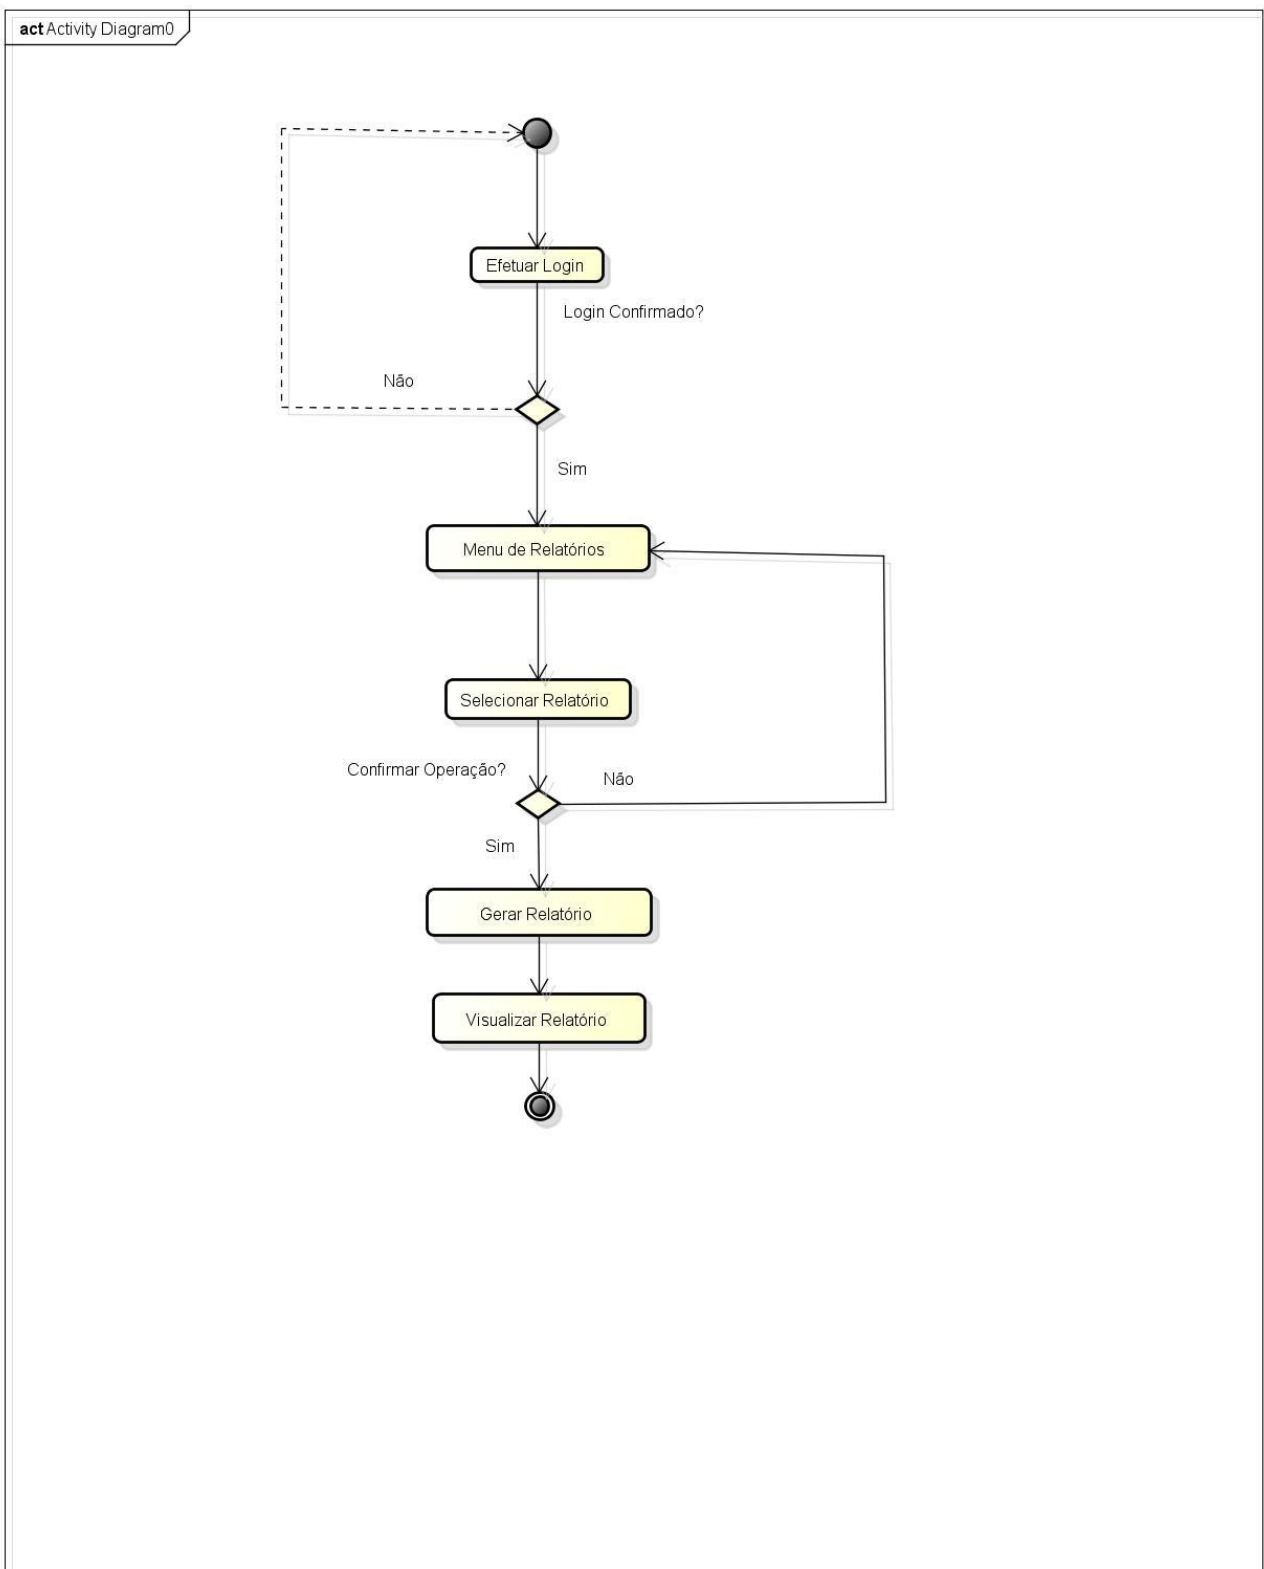 act Activity Diagram0
Efetuar Login
Login Confirmado?
Não
Sim
Menu de Relatórios
Selecionar Relatório
Confirmar Operação?
Não
Sim
Gerar Relatório
Visualizar Relatório